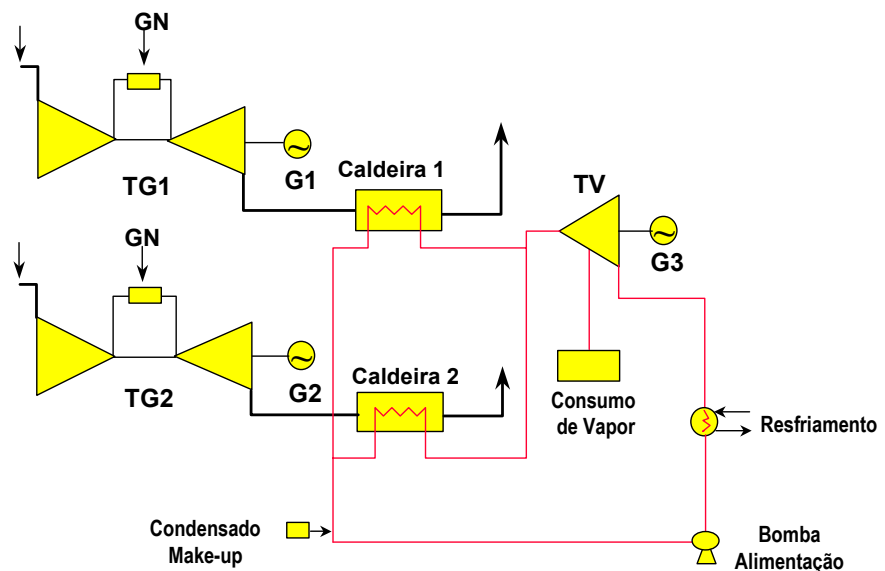 GN
G1
TG1
Caldeira 1
TV
G3
GN
G2
TG2
Caldeira 2
Consumo
de Vapor
Resfriamento
Condensado
Make-up
Bomba
Alimentação